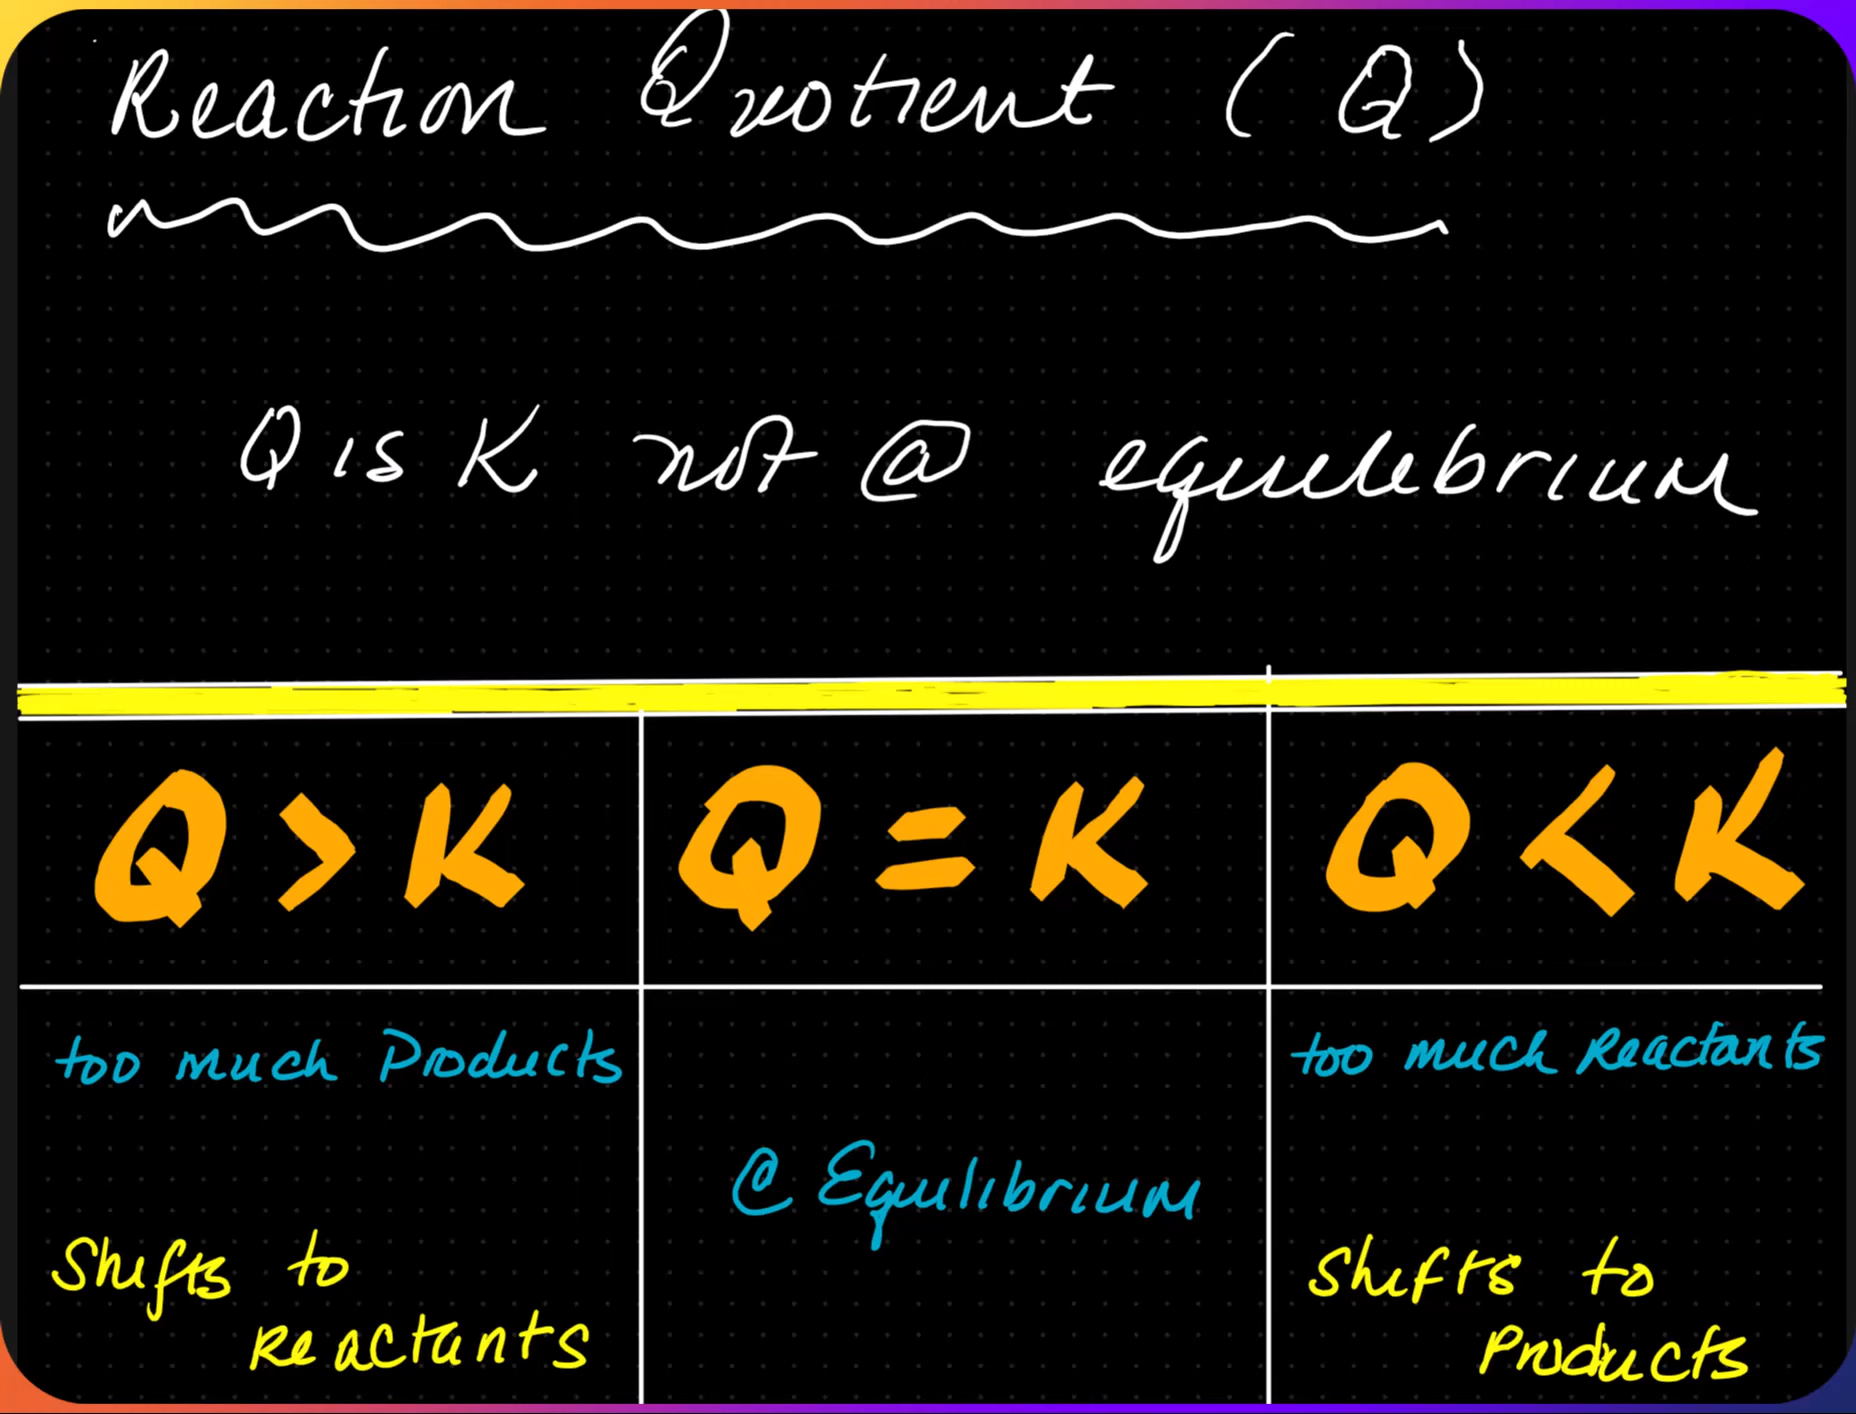 Reaction Quotient (Q)
Q is K not @ equilibrium
Q > K
Q = K
Q < K
too much Products
Shifts to
Reactants
@ Equilibrium
too much Reactants
Shifts to
Products